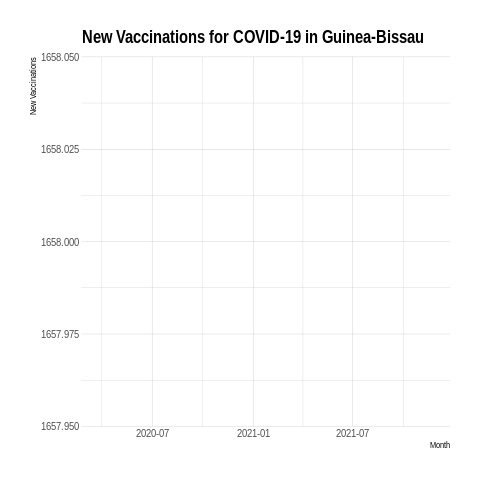 New Vaccinations for COVID-19 in Guinea-Bissau
New Vaccinations
1658.050
1658.025
1658.000
1657.975
1657.950
2020-07 2021-01 2021-07
Month